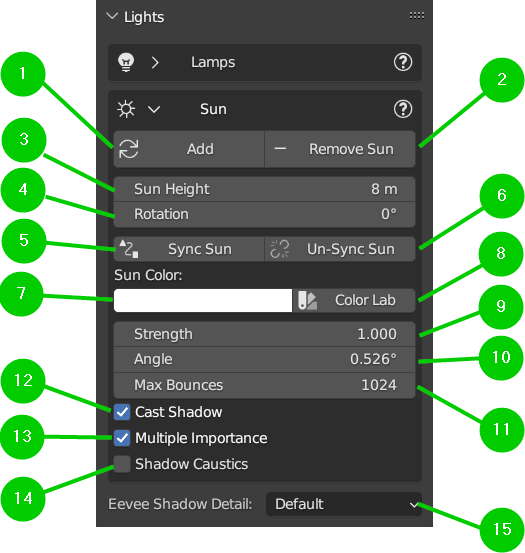 Lights
Lamps ?
1 2
Sun ?
Add Remove Sun
3
Sun Height 8 m
4 Rotation 0° 6
5 Sync Sun Un-Sync Sun
Sun Color: 8
7 Color Lab
9
Strength 1.000
Angle 0.526° 10
12 Max Bounces 1024
Cast Shadow 11
13 Multiple Importance
Shadow Caustics
14
Eevee Shadow Detail: Default
15